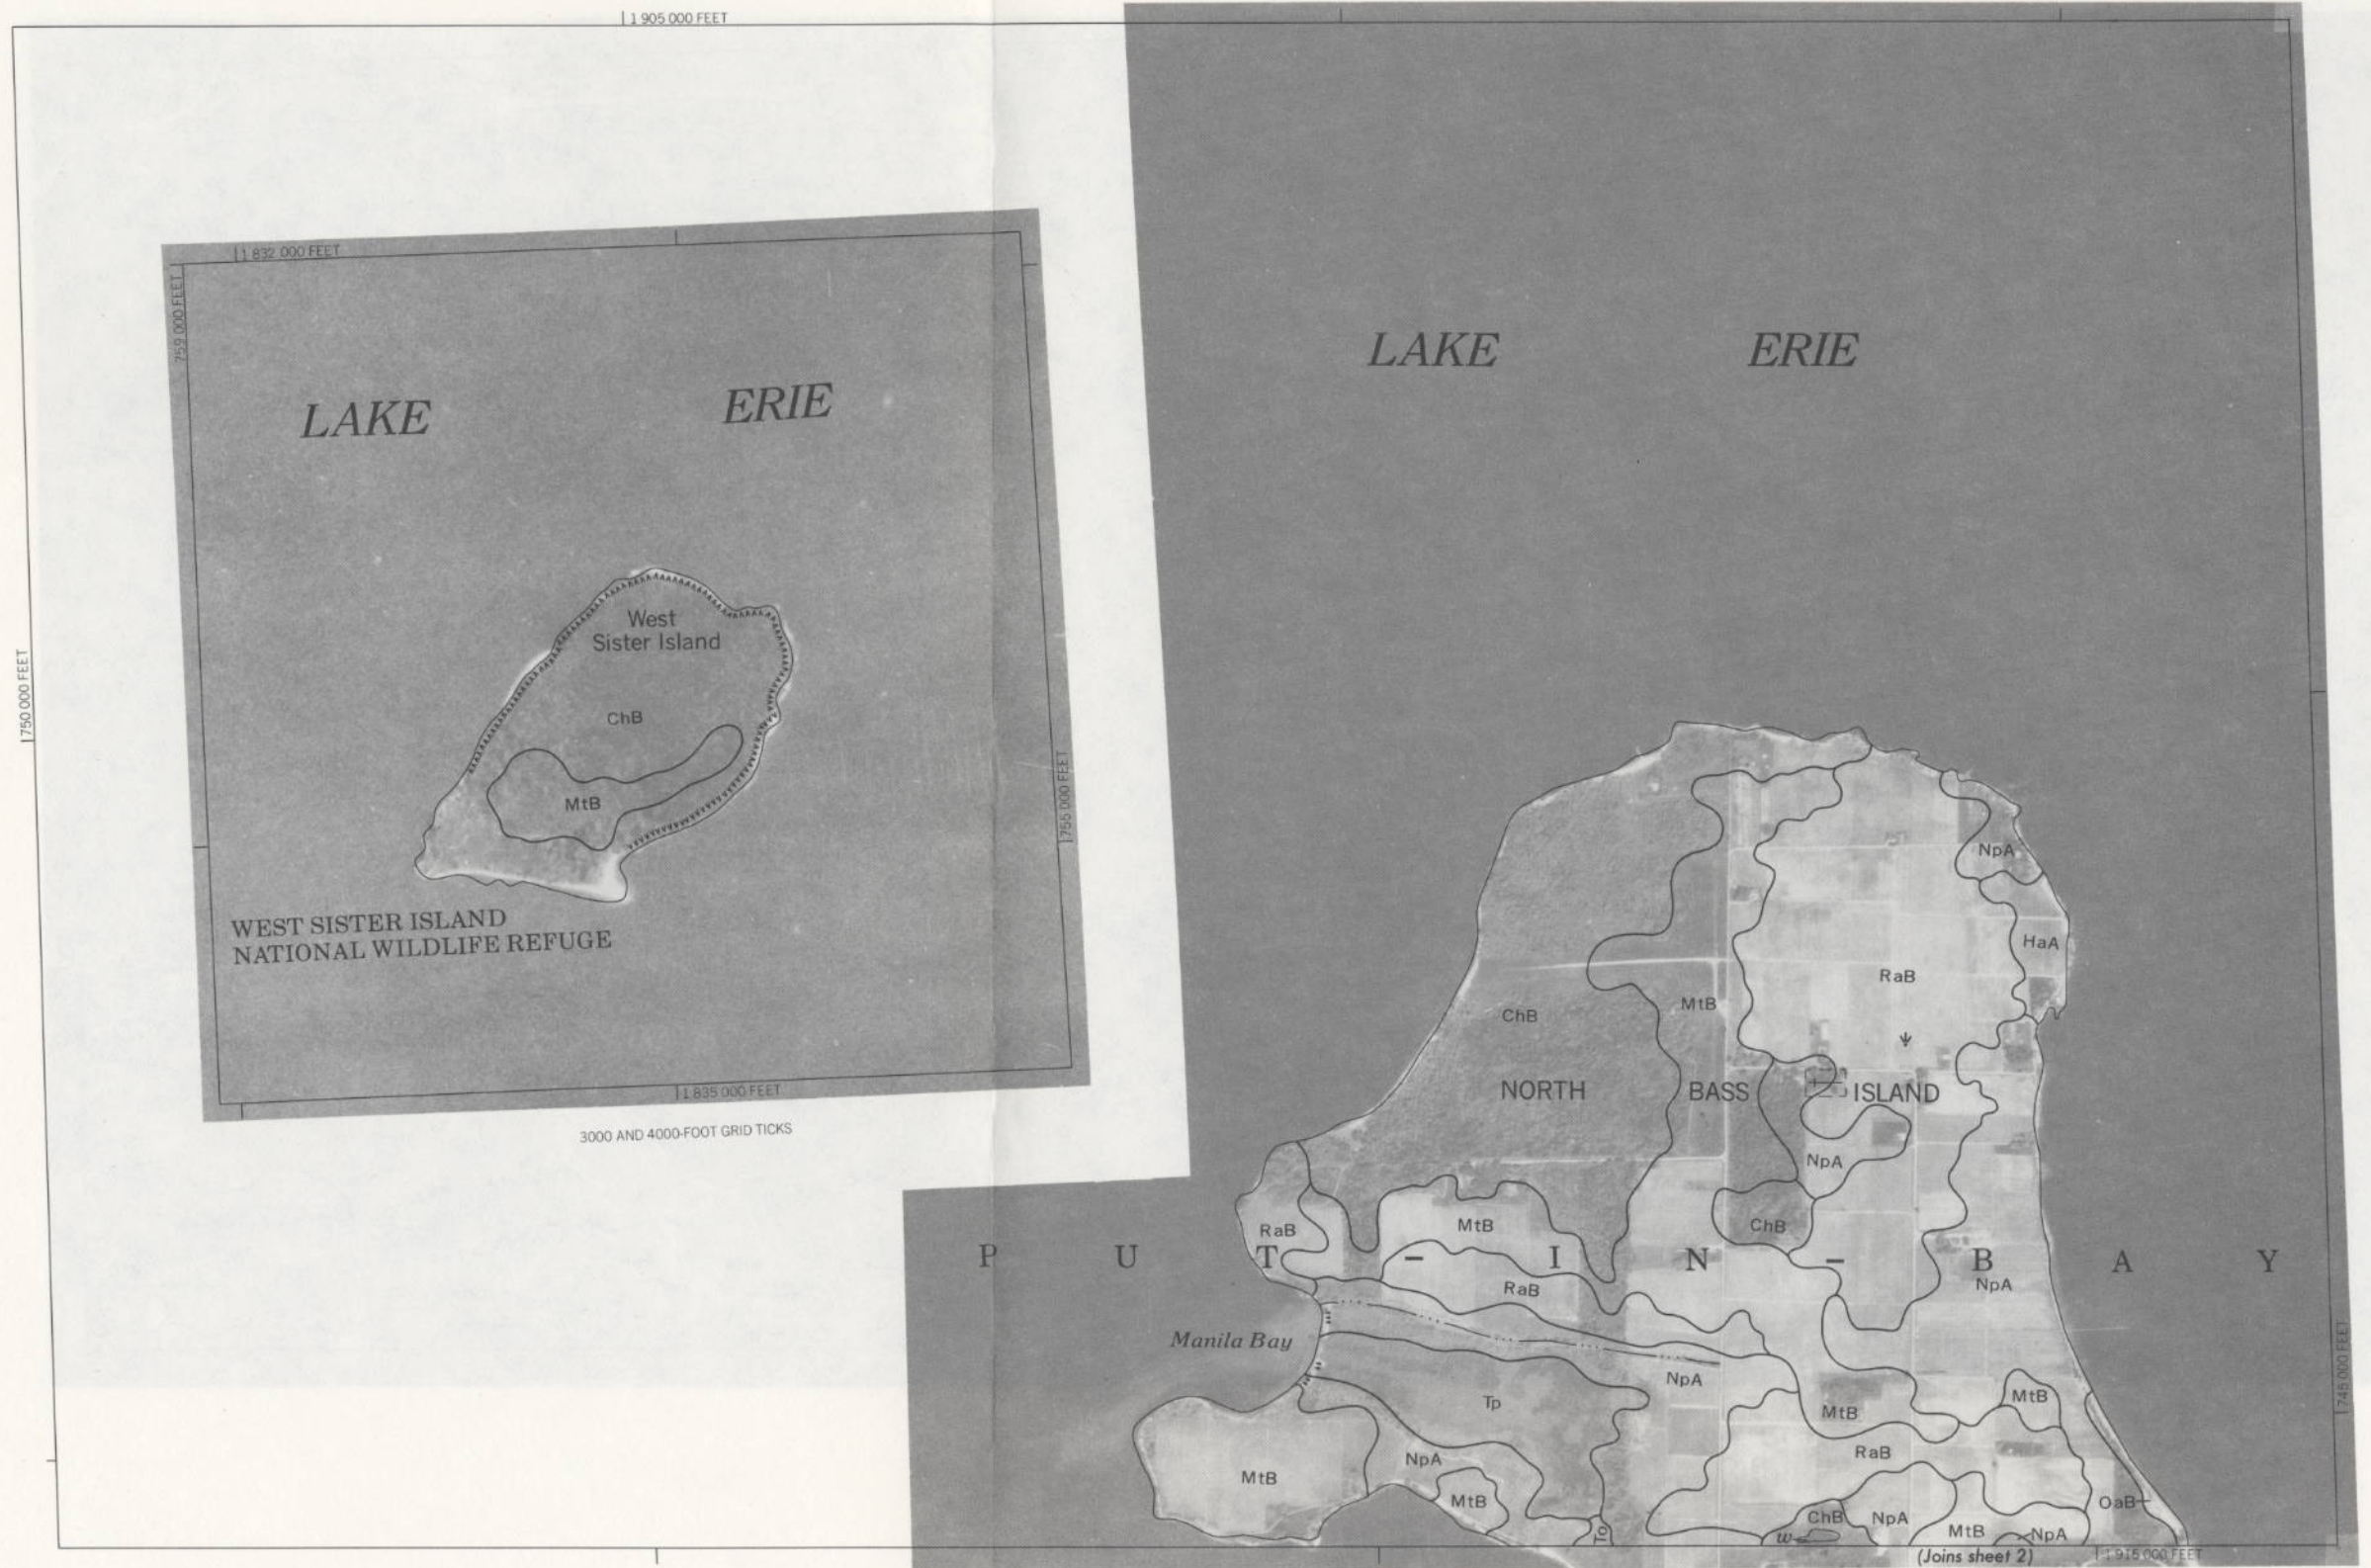 1 905 000 FEET
1 832 000 FEET
759 000 FEET
LAKE ERIE
LAKE ERIE
West
Sister Island
ChB
MtB
750 000 FEET
755 000 FEET
WEST SISTER ISLAND
NATIONAL WILDLIFE REFUGE
1 835 000 FEET
3000 AND 4000-FOOT GRID TICKS
NpA
HaA
RaB
MtB
ChB
NORTH BASS ISLAND
NpA
RaB
MtB
ChB
P U T - I N - B A Y
NpA
RaB
Manila Bay
745 000 FEET
NpA
Tp
MtB
MtB
RaB
NpA
MtB
MtB
OaB
ChB
NpA
MtB
NpA
w
To
(Joins sheet 2)
1 915 000 FEET